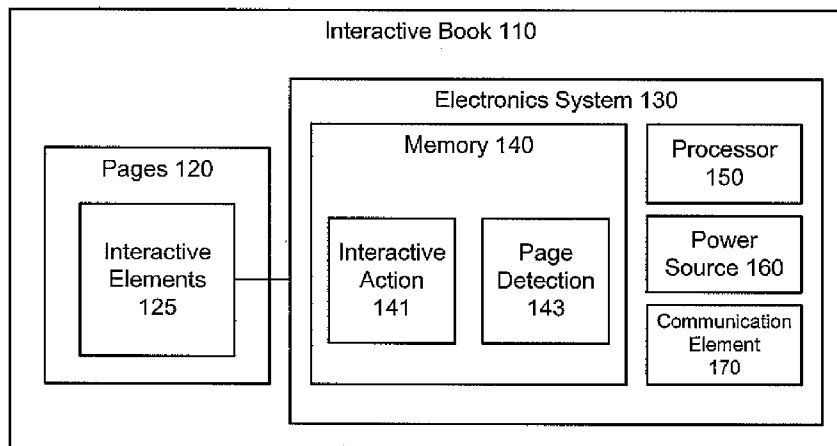 Interactive Book 110
Electronics System 130
Memory 140
Processor
150
Pages 120
Interactive
Elements
125
Interactive
Action
141
Page
Detection
143
Power
Source 160
Communication
Element
170